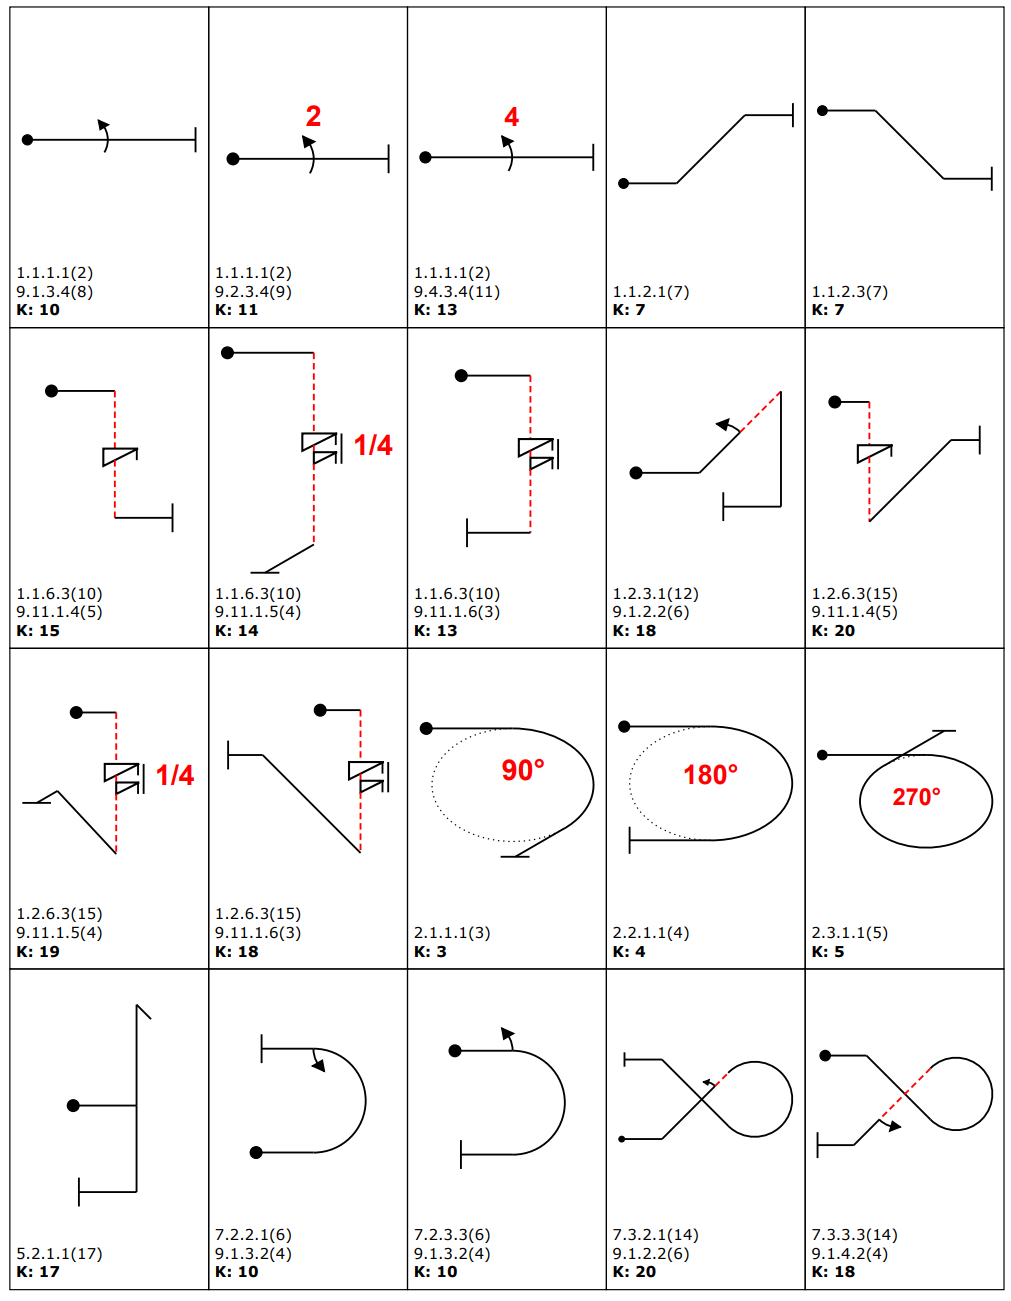 1.1.1.1(2)
9.1.3.4(8)
K: 10
2
1.1.1.1(2)
9.2.3.4(9)
K: 11
4
1.1.1.1(2)
9.4.3.4(11)
K: 13
1.1.2.1(7)
K: 7
1.1.2.3(7)
K: 7
1.1.6.3(10)
9.11.1.4(5)
K: 15
1/4
1.1.6.3(10)
9.11.1.5(4)
K: 14
1.1.6.3(10)
9.11.1.6(3)
K: 13
1.2.3.1(12)
9.1.2.2(6)
K: 18
1.2.6.3(15)
9.11.1.4(5)
K: 20
1/4
1.2.6.3(15)
9.11.1.5(4)
K: 19
1.2.6.3(15)
9.11.1.6(3)
K: 18
90°
2.1.1.1(3)
K: 3
180°
2.2.1.1(4)
K: 4
270°
2.3.1.1(5)
K: 5
5.2.1.1(17)
K: 17
7.2.2.1(6)
9.1.3.2(4)
K: 10
7.2.3.3(6)
9.1.3.2(4)
K: 10
7.3.2.1(14)
9.1.2.2(6)
K: 20
7.3.3.3(14)
9.1.4.2(4)
K: 18